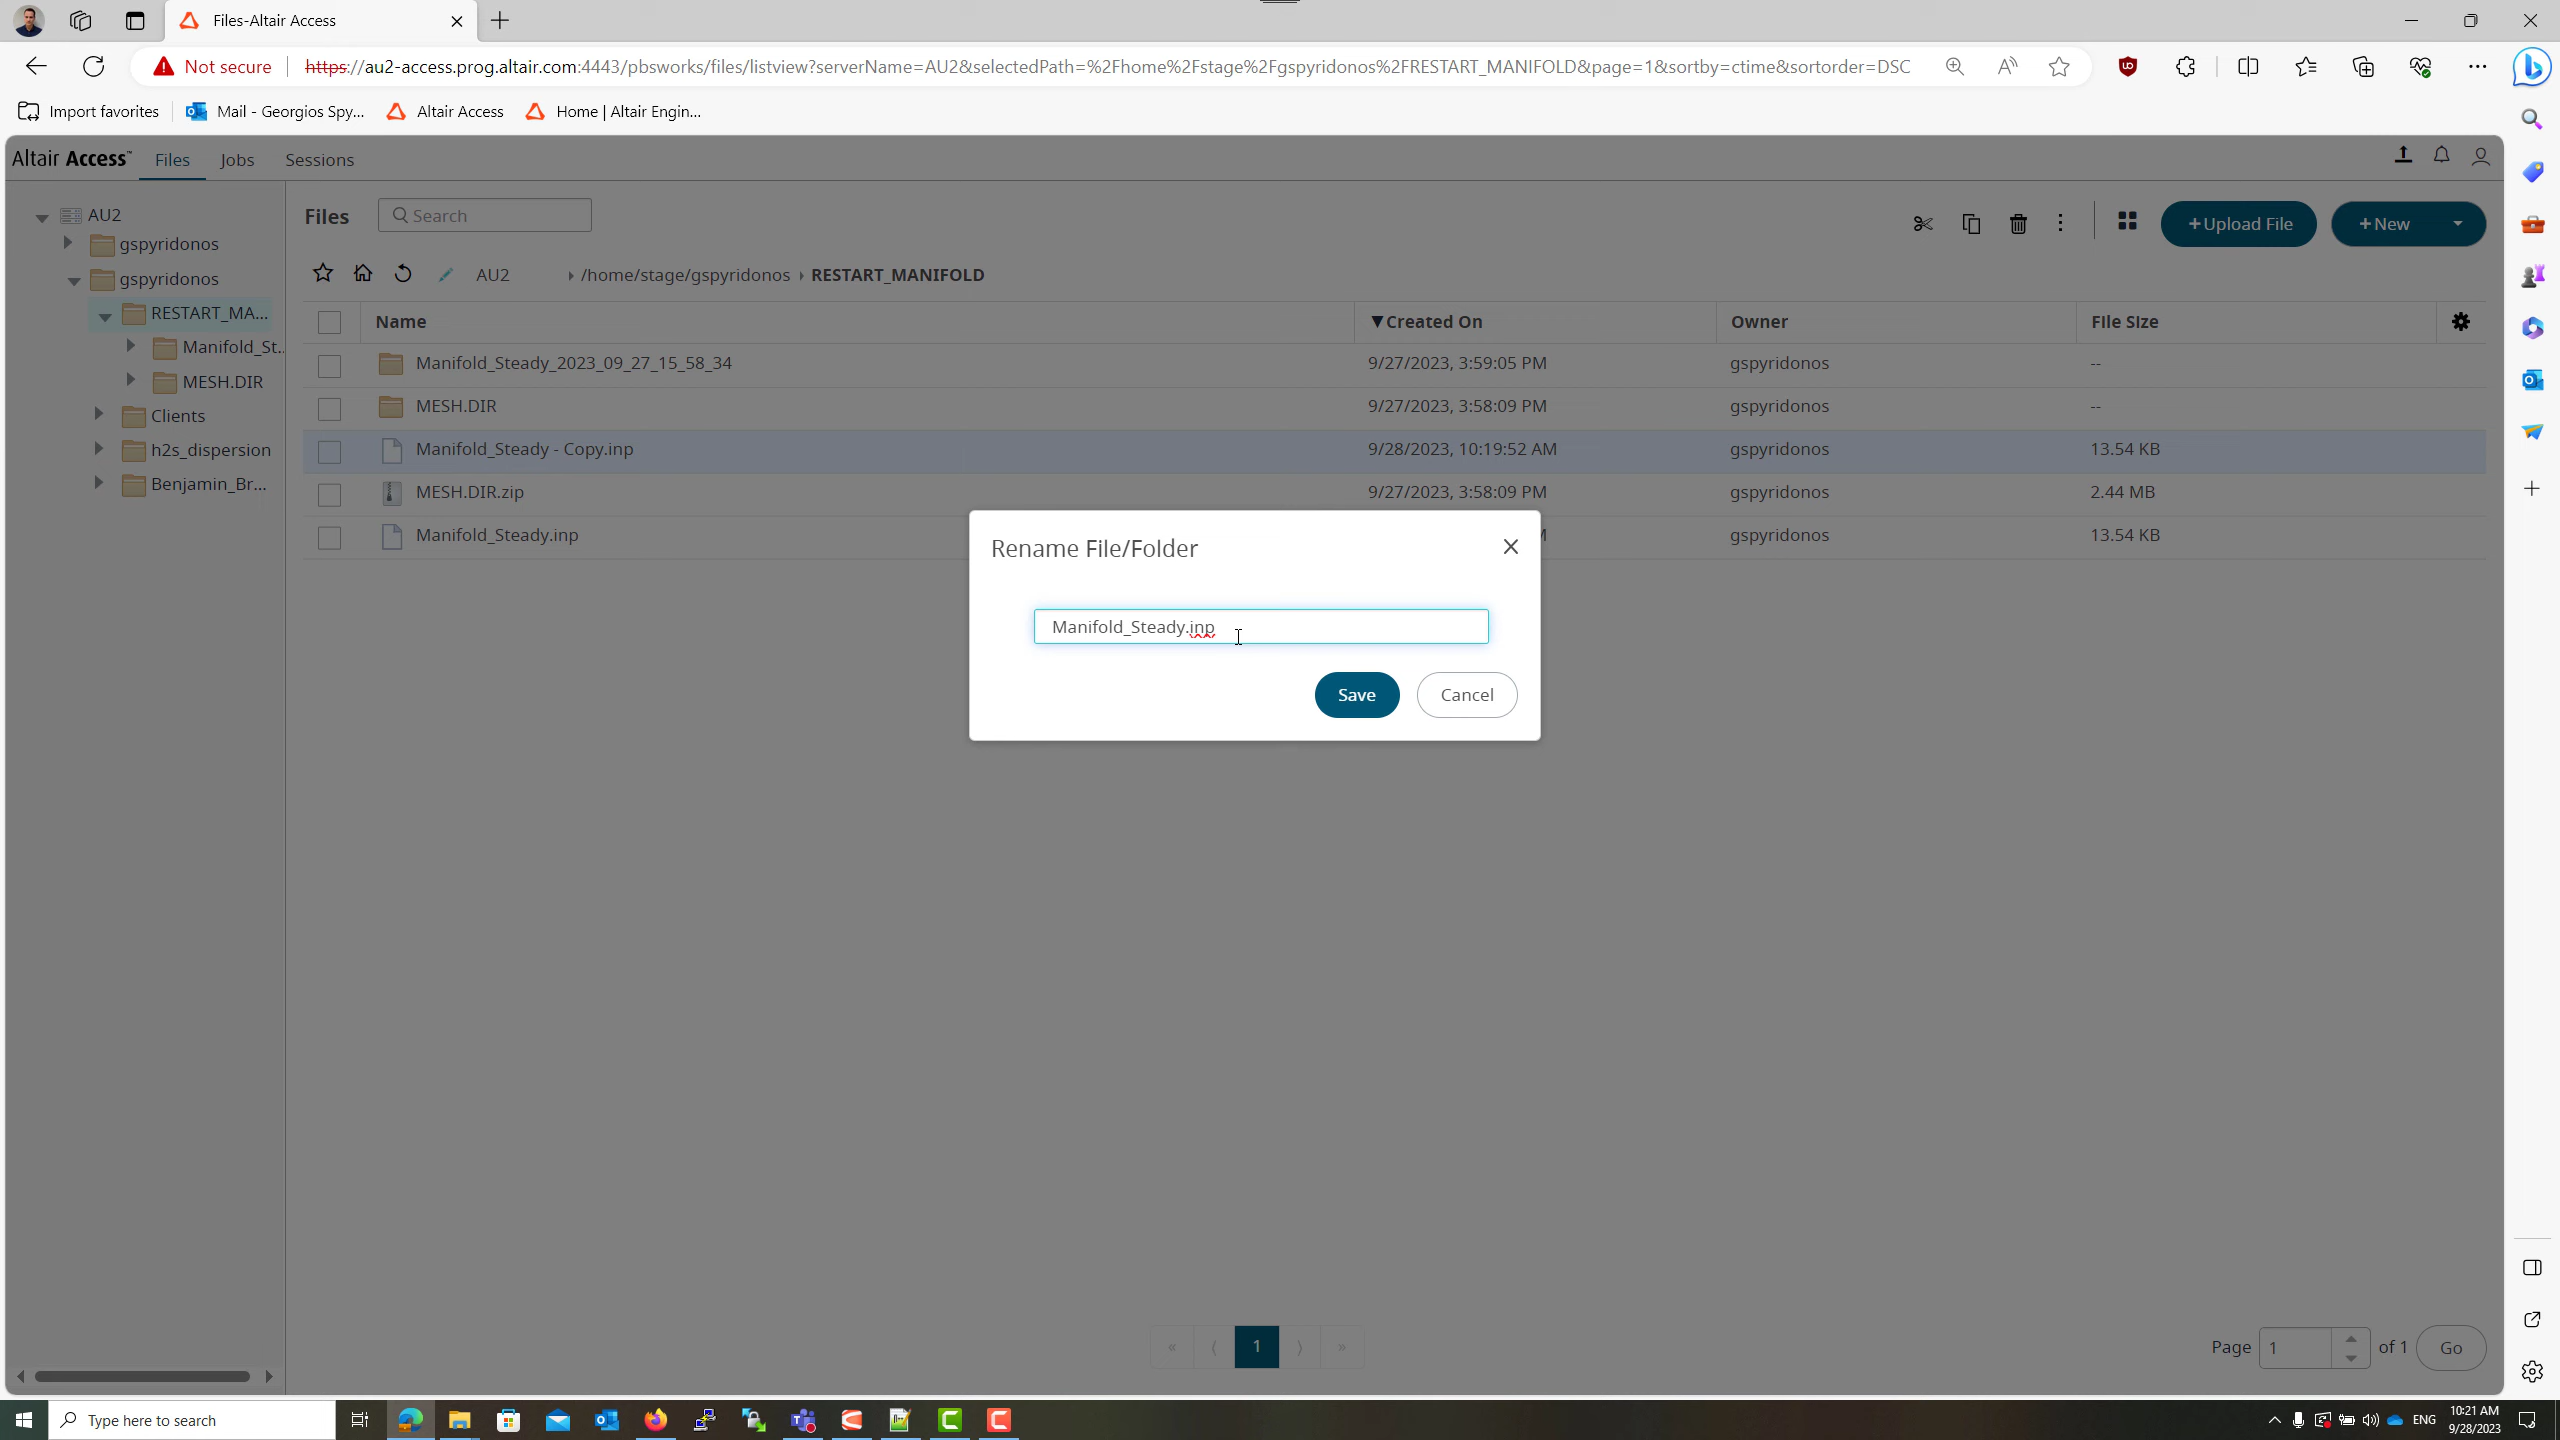 Files-Altair Access
Not secure
https://au2-access.prog.altair.com:4443/pbsworks/files/listview?serverName=AU2&selectedPath=%2Fhome%2Fstage%2Fgspyridonos%2FRESTART_MANIFOLD&page=1&sortby=ctime&sortorder=DSC
Import favorites
Mail - Georgios Spy...
Altair Access
Home | Altair Engin...
Altair Access™
Files
Jobs
Sessions
AU2
gspyridonos
gspyridonos
RESTART_MA...
Manifold_St..
MESH.DIR
Clients
h2s_dispersion
Benjamin_Br...
Files
Search
+Upload File
+New
AU2
/home/stage/gspyridonos
RESTART_MANIFOLD
Name
Created On
Owner
File Size
Manifold_Steady_2023_09_27_15_58_34
9/27/2023, 3:59:05 PM
gspyridonos
--
MESH.DIR
9/27/2023, 3:58:09 PM
gspyridonos
--
Manifold_Steady - Copy.inp
9/28/2023, 10:19:52 AM
gspyridonos
13.54 KB
MESH.DIR.zip
9/27/2023, 3:58:09 PM
gspyridonos
2.44 MB
Manifold_Steady.inp
gspyridonos
13.54 KB
Rename File/Folder
Manifold_Steady.inp
Save
Cancel
1
Page
1
of 1
Go
Type here to search
ENG
10:21 AM
9/28/2023